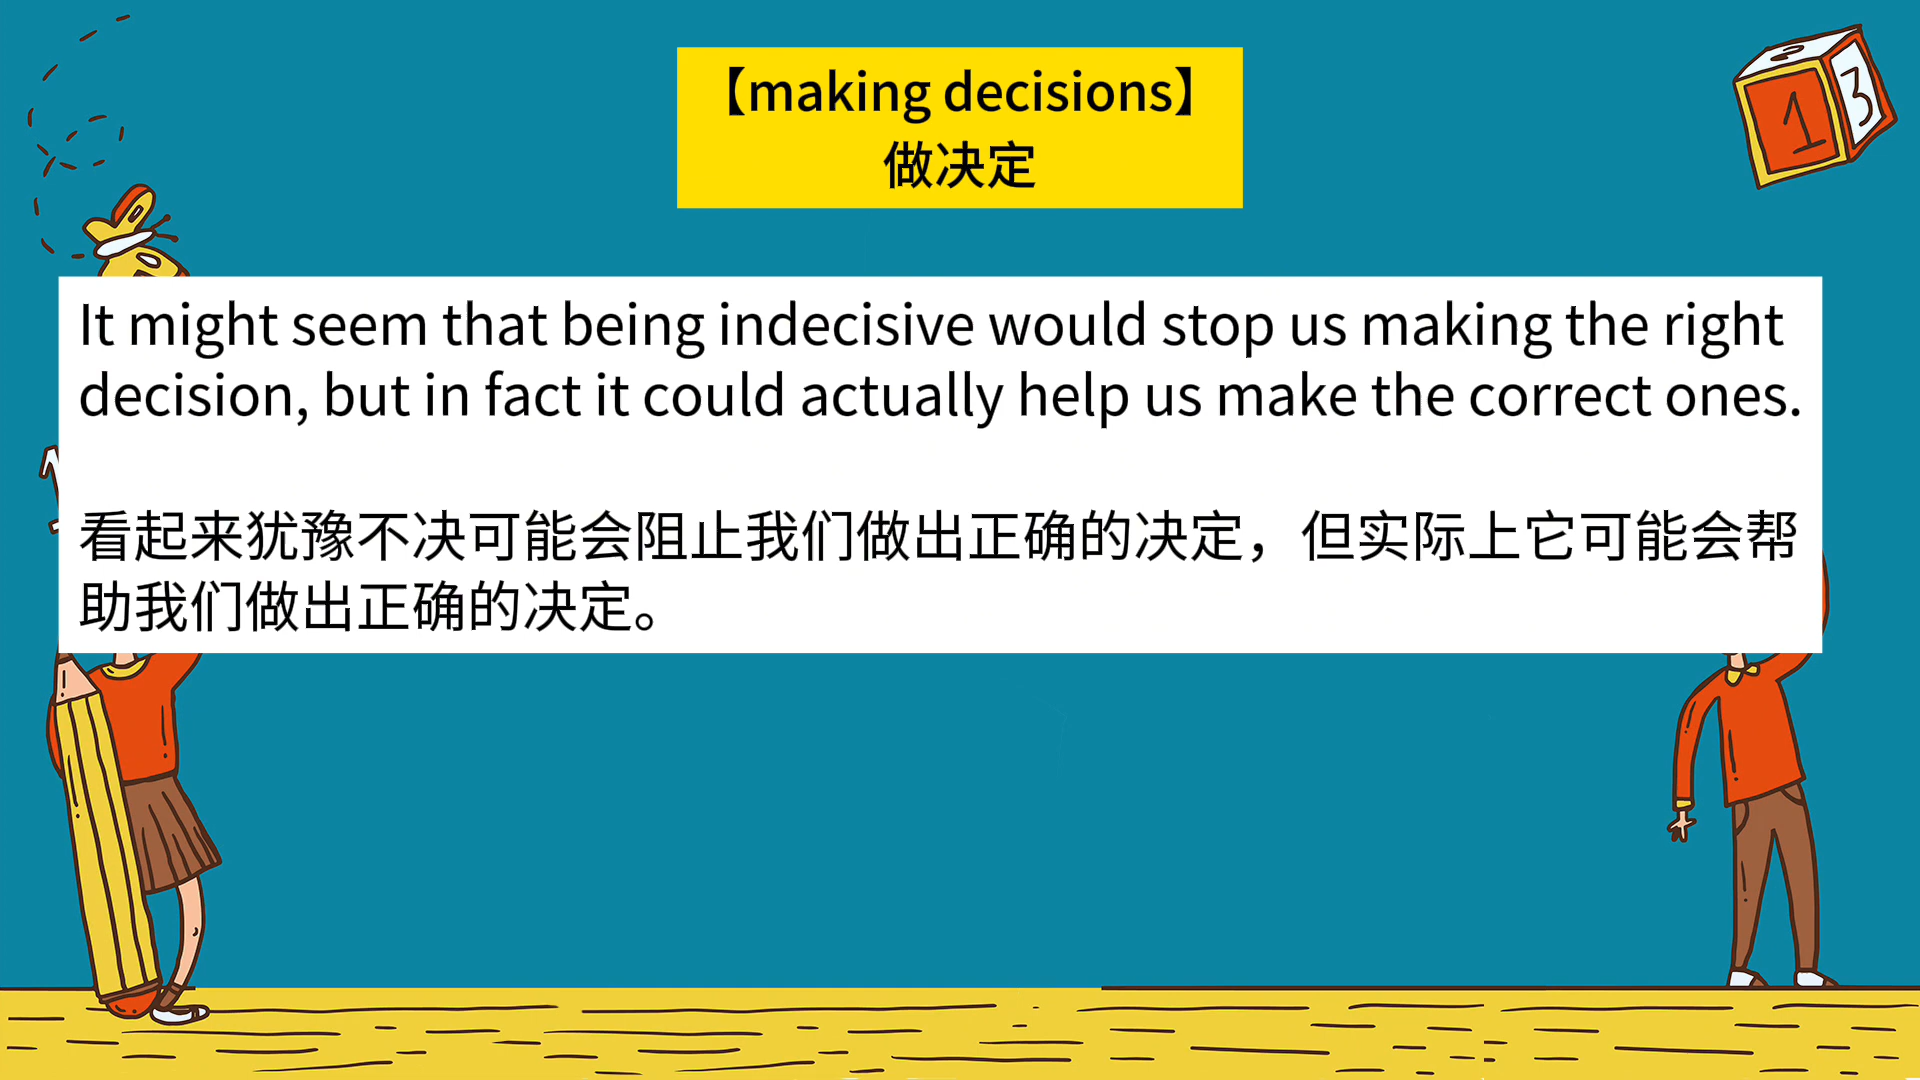 【making decisions】
做决定
1
3
It might seem that being indecisive would stop us making the right
decision, but in fact it could actually help us make the correct ones.
看起来犹豫不决可能会阻止我们做出正确的决定，但实际上它可能会帮
助我们做出正确的决定。